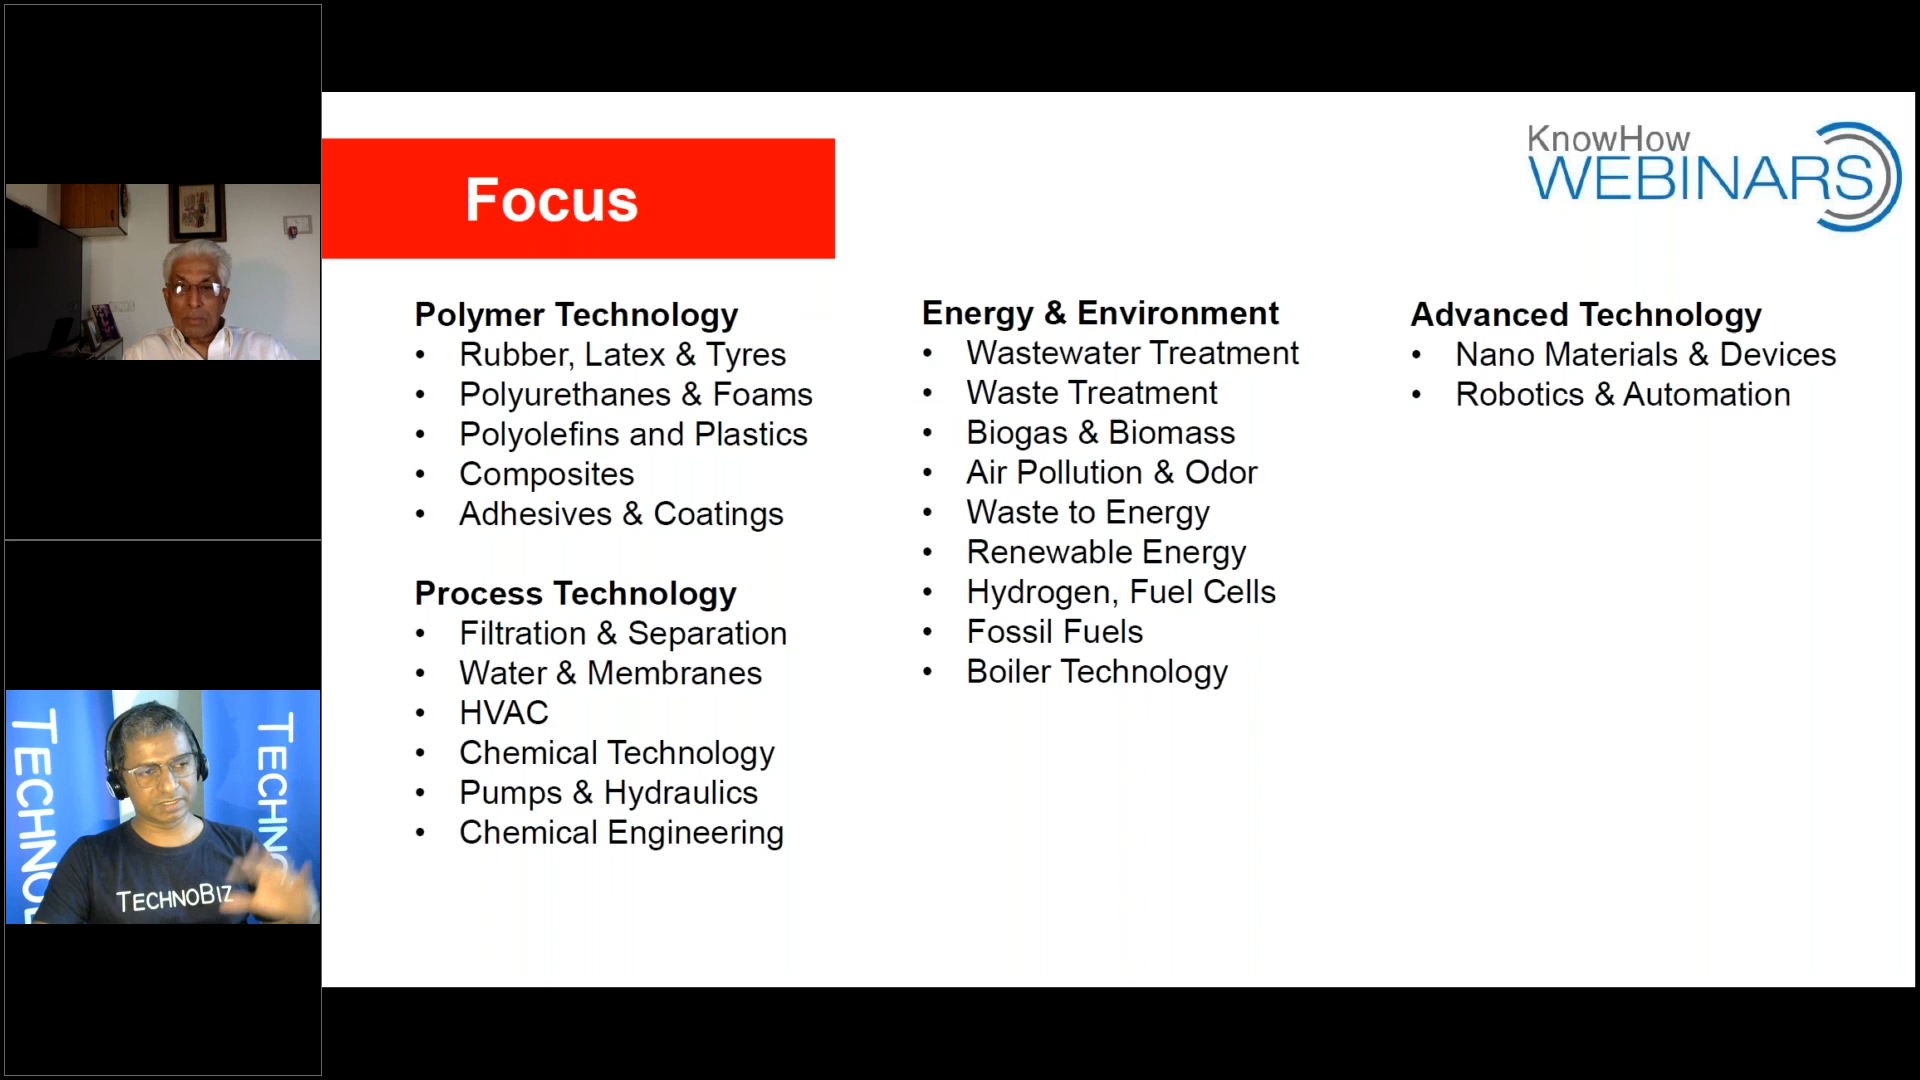 KnowHow
WEBINARS
Focus
Polymer Technology
• Rubber, Latex & Tyres
• Polyurethanes & Foams
• Polyolefins and Plastics
• Composites
• Adhesives & Coatings
Process Technology
• Filtration & Separation
• Water & Membranes
• HVAC
• Chemical Technology
• Pumps & Hydraulics
• Chemical Engineering
Energy & Environment
• Wastewater Treatment
• Waste Treatment
• Biogas & Biomass
• Air Pollution & Odor
• Waste to Energy
• Renewable Energy
• Hydrogen, Fuel Cells
• Fossil Fuels
• Boiler Technology
Advanced Technology
• Nano Materials & Devices
• Robotics & Automation
TECHNO
TECHNO
TECHNOBIZ